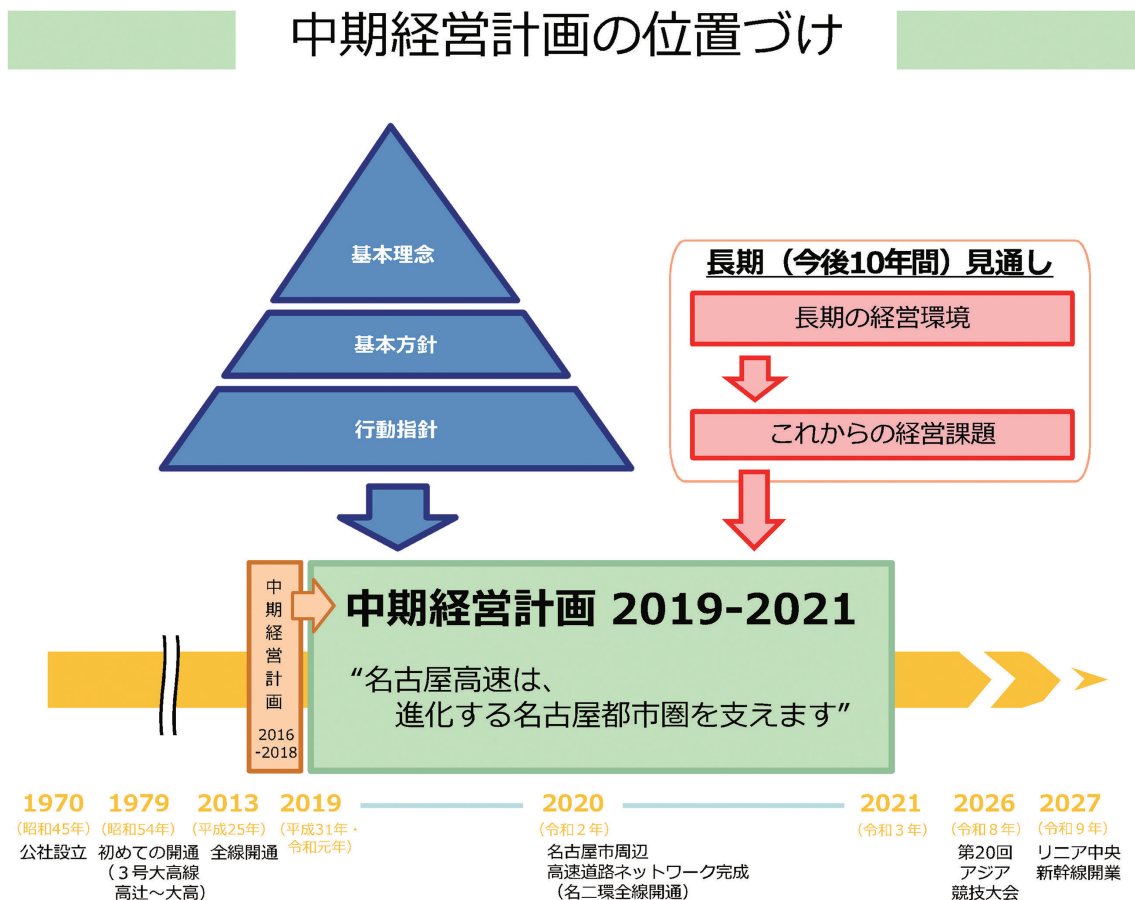 中期経営計画の位置づけ
基本理念
基本方針
行動指針
長期（今後10年間）見通し
長期の経営環境
これからの経営課題
中期経営計画
2016
-2018
中期経営計画 2019-2021
“名古屋高速は、
進化する名古屋都市圏を支えます”
1970
（昭和45年）
公社設立
1979
（昭和54年）
初めての開通
（３号大高線
高辻～大高）
2013
（平成25年）
全線開通
2019
（平成31年・
令和元年）
2020
（令和２年）
名古屋市周辺
高速道路ネットワーク完成
（名二環全線開通）
2021
（令和３年）
2026
（令和８年）
第20回
アジア
競技大会
2027
（令和９年）
リニア中央
新幹線開業